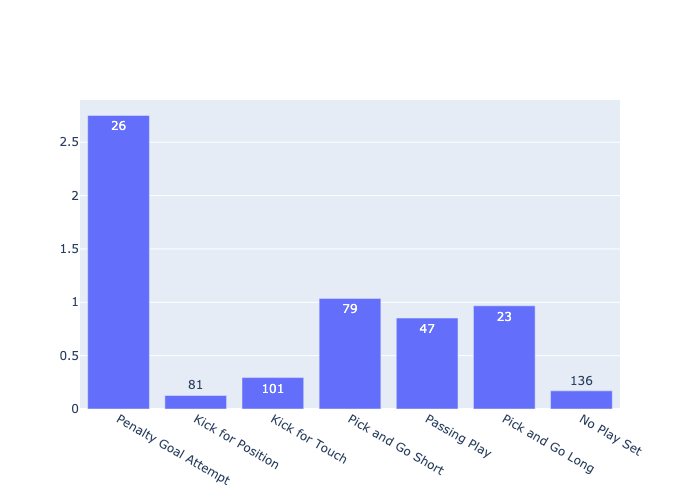 2.5
2
1.5
1
0.5
0
26
81
101
79
47
23
136
Penalty Goal Attempt
Kick for Position
Kick for Touch
Pick and Go Short
Passing Play
Pick and Go Long
No Play Set